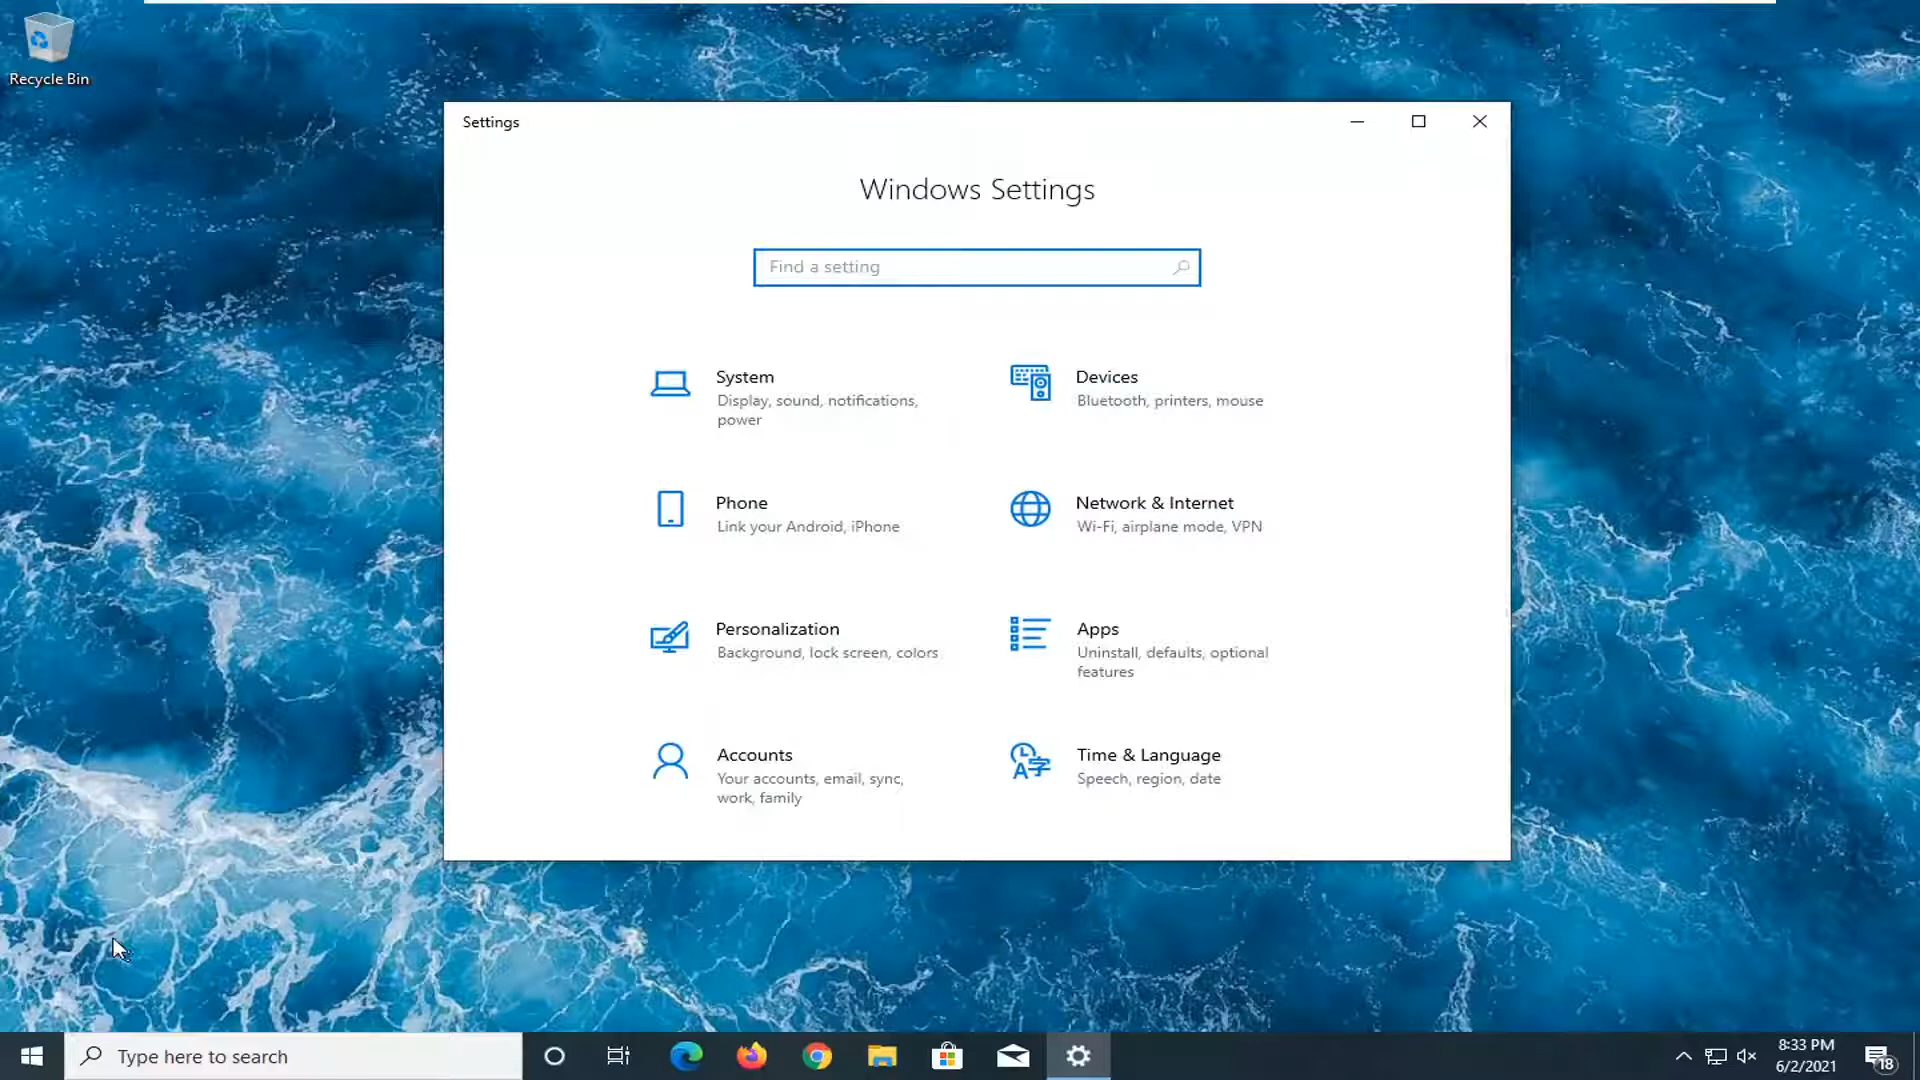 Recycle Bin
Settings
Windows Settings
Find a setting
System
Display, sound, notifications,
power
Devices
Bluetooth, printers, mouse
Phone
Link your Android, iPhone
Network & Internet
Wi-Fi, airplane mode, VPN
Personalization
Background, lock screen, colors
Apps
Uninstall, defaults, optional
features
Accounts
Your accounts, email, sync,
work, family
Time & Language
Speech, region, date
Type here to search
8:33 PM
6/2/2021
18